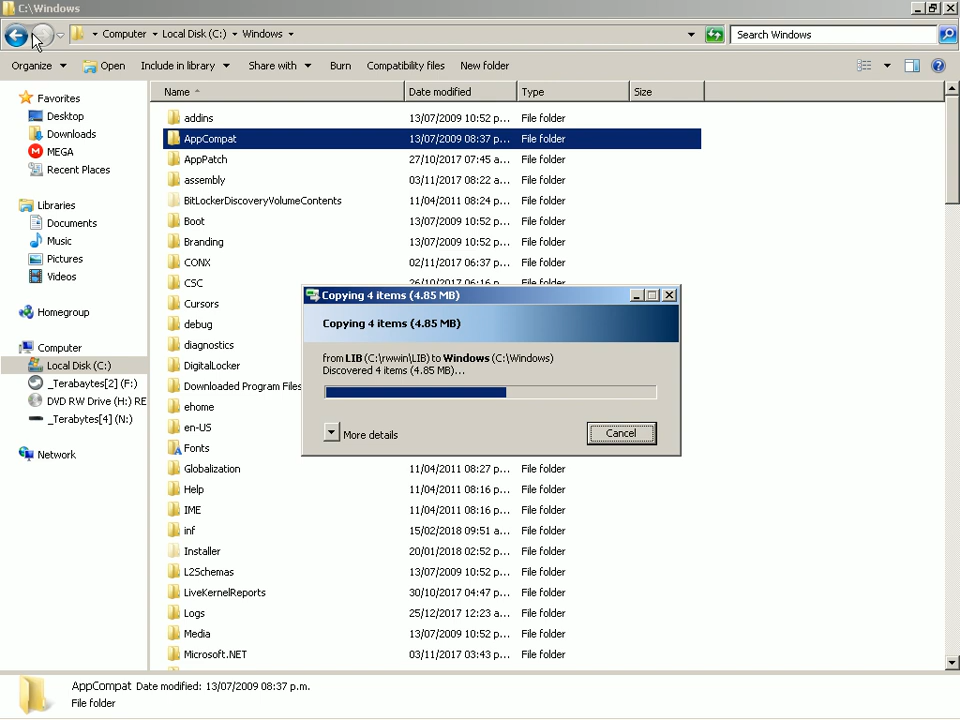 C:\Windows
Computer Local Disk (C:) Windows
Search Windows
Organize Open Include in library Share with Burn Compatibility files New folder
Name Date modified Type Size
Favorites
Desktop
Downloads
MEGA
Recent Places
Libraries
Documents
Music
Pictures
Videos
Homegroup
Computer
Local Disk (C:)
_Terabaytes[2] (F:)
DVD RW Drive (H:) RE
_Terabytes[4] (N:)
Network
addins 13/07/2009 10:52 p... File folder
AppCompat 13/07/2009 08:37 p... File folder
AppPatch 27/10/2017 07:45 a... File folder
assembly 03/11/2017 08:22 a... File folder
BitLockerDiscoveryVolumeContents 11/04/2011 08:24 p... File folder
Boot 13/07/2009 10:52 p... File folder
Branding 13/07/2009 10:52 p... File folder
CONX 02/11/2017 06:37 p... File folder
CSC 26/10/2017 06:16 p... File folder
Cursors
debug
diagnostics
DigitalLocker
Downloaded Program Files
ehome
en-US
Fonts
Globalization 11/04/2011 08:27 p... File folder
Help 11/04/2011 08:16 p... File folder
IME 11/04/2011 08:16 p... File folder
inf 15/02/2018 09:51 a... File folder
Installer 20/01/2018 02:52 p... File folder
L2Schemas 13/07/2009 10:52 p... File folder
LiveKernelReports 30/10/2017 04:47 p... File folder
Logs 25/12/2017 12:23 a... File folder
Media 13/07/2009 10:52 p... File folder
Microsoft.NET 03/11/2017 03:43 p... File folder
Copying 4 items (4.85 MB)
Copying 4 items (4.85 MB)
from LIB (C:\rwwin\LIB) to Windows (C:\Windows)
Discovered 4 items (4.85 MB)...
More details
Cancel
AppCompat Date modified: 13/07/2009 08:37 p.m.
File folder